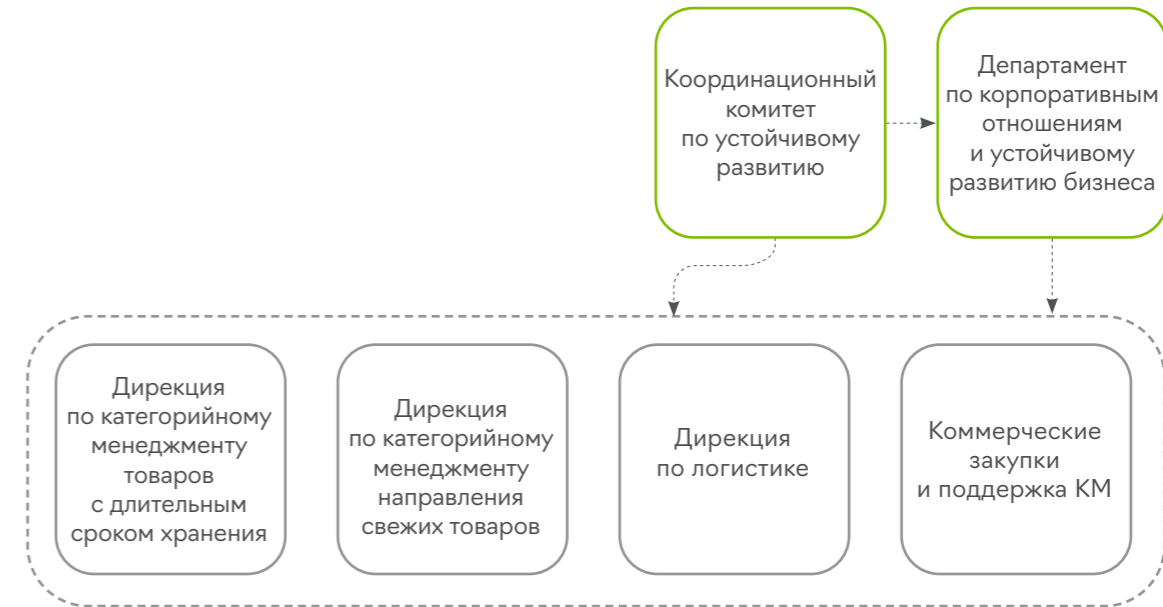 Координационный
комитет
по устойчивому
развитию
Департамент
по корпоративным
отношениям
и устойчивому
развитию бизнеса
Дирекция
по категорийному
менеджменту
товаров
с длительным
сроком хранения
Дирекция
по категорийному
менеджменту
направления
свежих товаров
Дирекция
по логистике
Коммерческие
закупки
и поддержка КМ